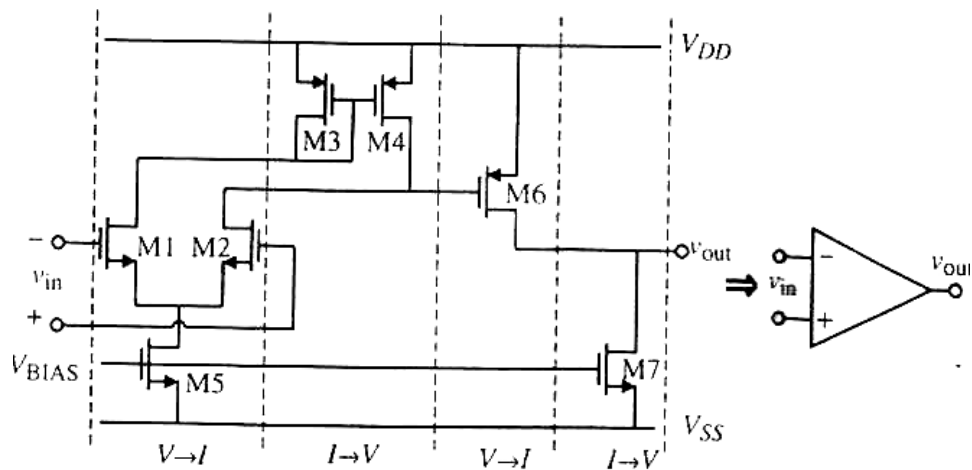 V_DD
M3
M4
M6
−
M1
M2
v_in
v_out
v_out
−
v_in
+
+
V_BIAS
M5
M7
V_SS
V→I
I→V
V→I
I→V